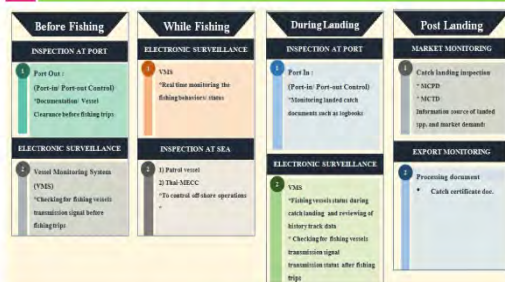 Before Fishing
INSPECTION AT PORT
1
Port Out :
(Port-in/ Port-out Control)
*Documentation: Vessel
Clearance before fishing trips
ELECTRONIC SURVEILLANCE
2
Vessel Monitoring System
(VMS)
*Checking for fishing vessels
transmission signal before
fishing trips
While Fishing
ELECTRONIC SURVEILLANCE
1
VMS
*Real time monitoring the
fishing behaviors/ status
INSPECTION AT SEA
2
1) Patrol vessel
2) Thai-MECC
*To control off shore operations
*
During Landing
INSPECTION AT PORT
1
Port In :
(Port-in/ Port-out Control)
*Monitoring landed catch
documents such as logbooks
ELECTRONIC SURVEILLANCE
2
VMS
*Fishing vessels status during
catch landing and reviewing of
history track data
* Checking for fishing vessels
transmission signal
transmission status after fishing
trips
Post Landing
MARKET MONITORING
1
Catch landing inspection
* MCPD
* MCTD
Information source of landed
spp. and market demand)
EXPORT MONITORING
2
Processing document
• Catch certificate doc.